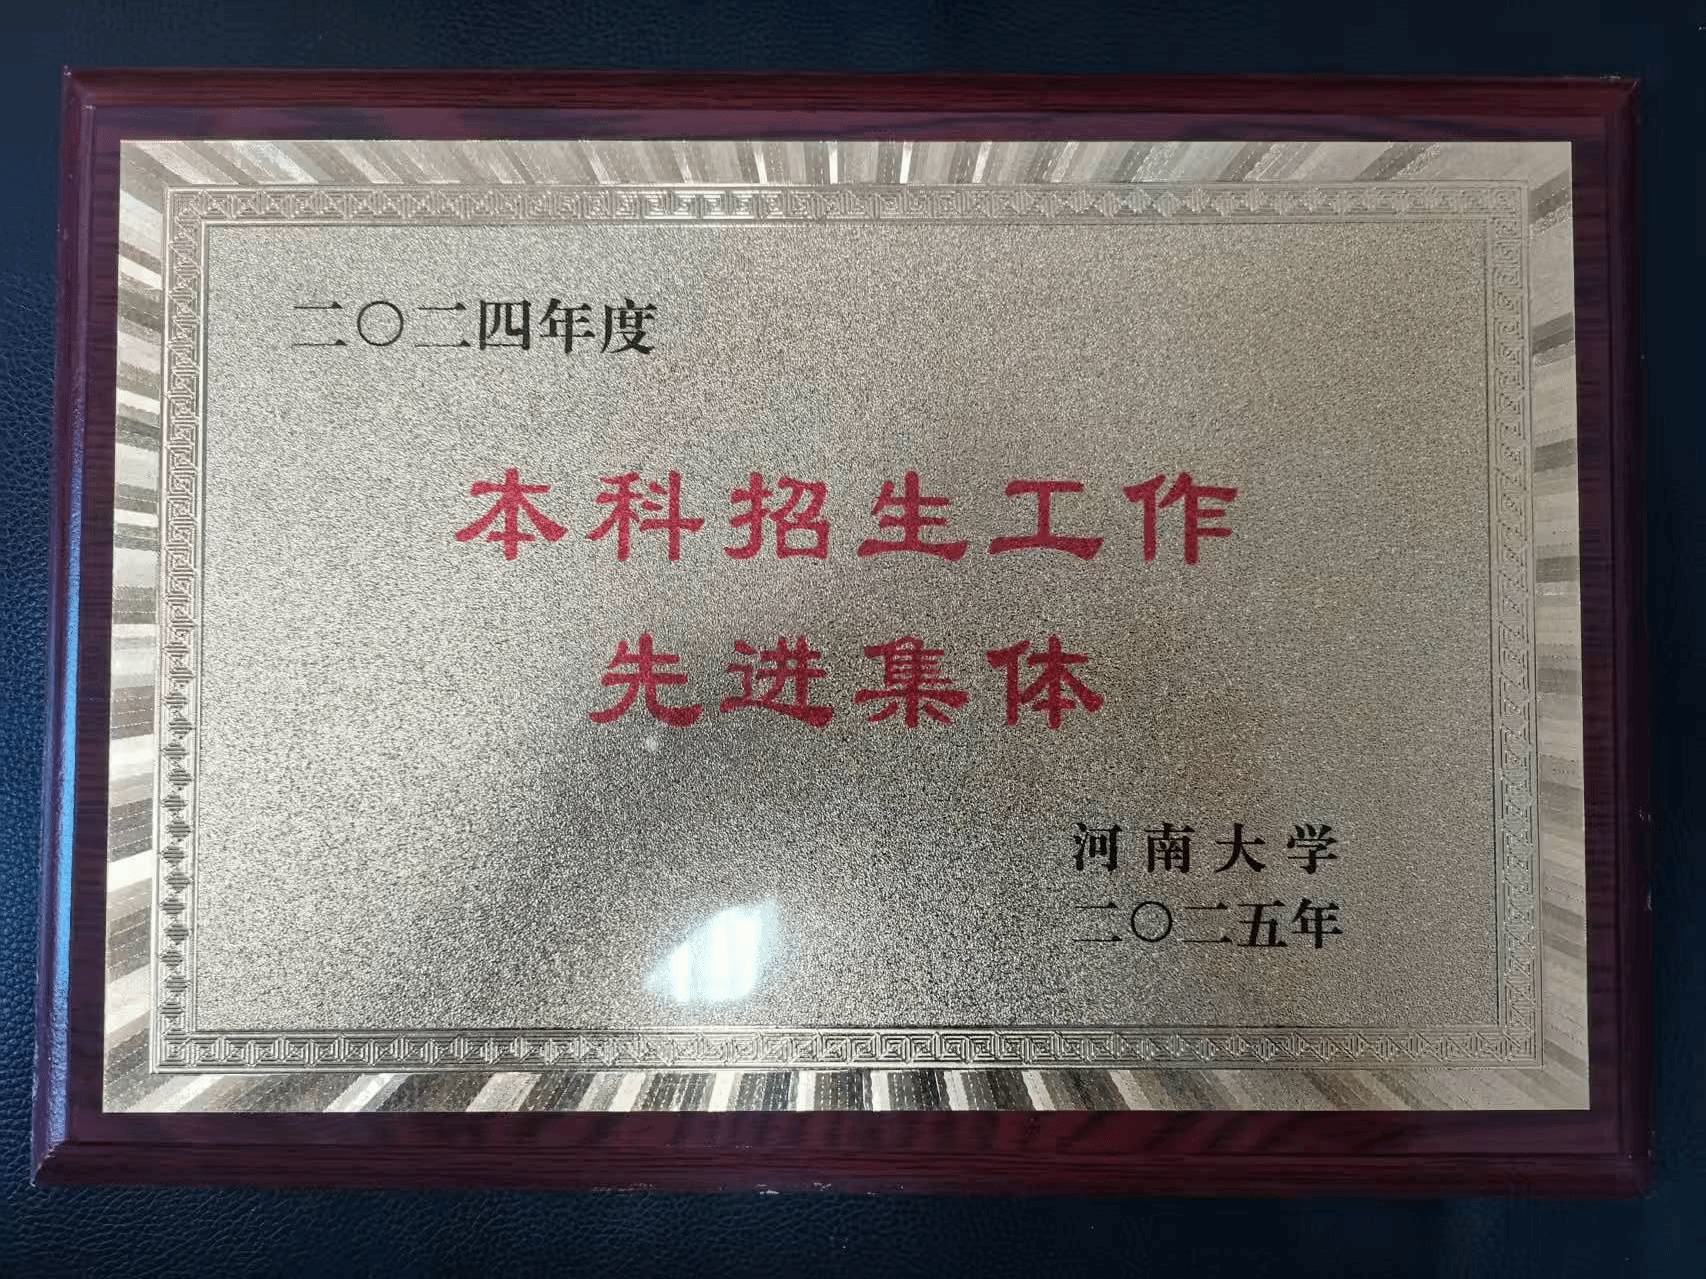 二〇二四年度
本科招生工作
先进集体
河南大学
二〇二五年